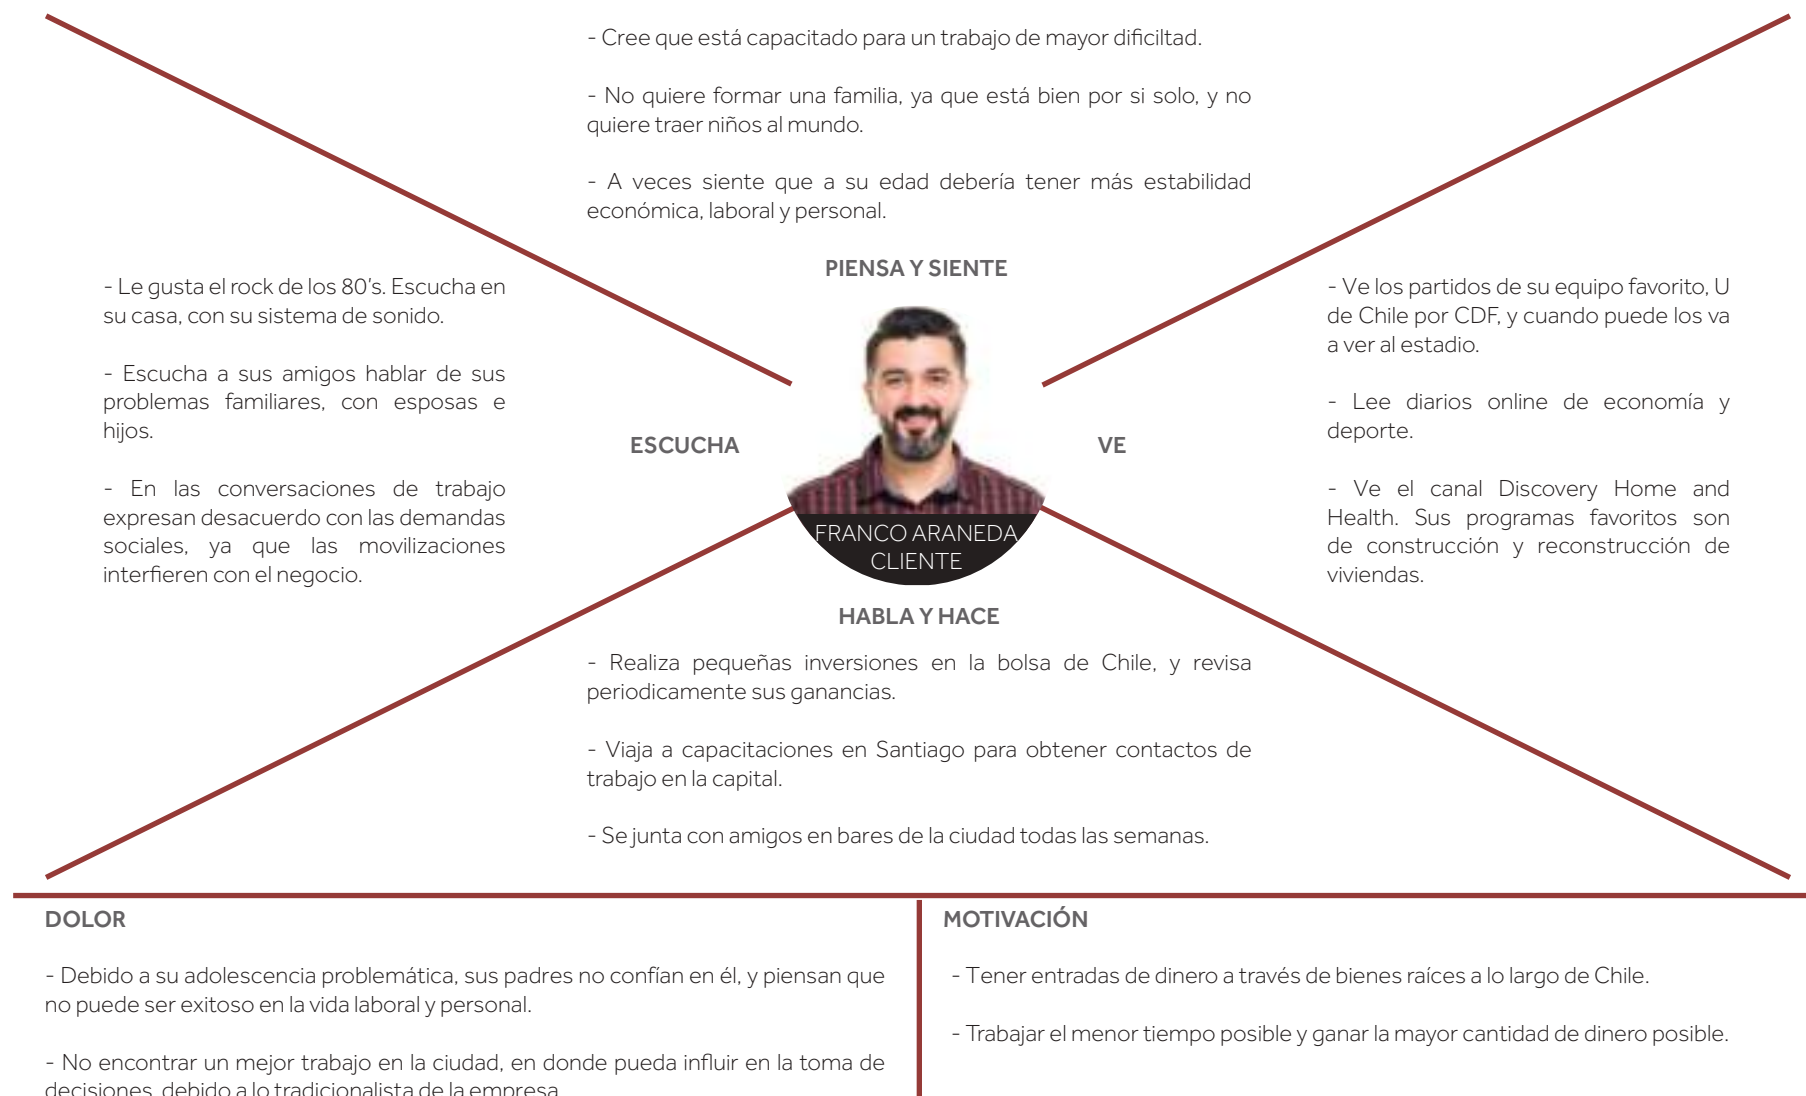 - Cree que está capacitado para un trabajo de mayor dificiltad.
- No quiere formar una familia, ya que está bien por si solo, y no
quiere traer niños al mundo.
- A veces siente que a su edad debería tener más estabilidad
económica, laboral y personal.
PIENSA Y SIENTE
- Le gusta el rock de los 80's. Escucha en
su casa, con su sistema de sonido.
- Escucha a sus amigos hablar de sus
problemas familiares, con esposas e
hijos.
- En las conversaciones de trabajo
expresan desacuerdo con las demandas
sociales, ya que las movilizaciones
interfieren con el negocio.
ESCUCHA
FRANCO ARANEDA
CLIENTE
VE
- Ve los partidos de su equipo favorito, U
de Chile por CDF, y cuando puede los va
a ver al estadio.
- Lee diarios online de economía y
deporte.
- Ve el canal Discovery Home and
Health. Sus programas favoritos son
de construcción y reconstrucción de
viviendas.
HABLA Y HACE
- Realiza pequeñas inversiones en la bolsa de Chile, y revisa
periodicamente sus ganancias.
- Viaja a capacitaciones en Santiago para obtener contactos de
trabajo en la capital.
- Se junta con amigos en bares de la ciudad todas las semanas.
DOLOR
- Debido a su adolescencia problemática, sus padres no confían en él, y piensan que
no puede ser exitoso en la vida laboral y personal.
- No encontrar un mejor trabajo en la ciudad, en donde pueda influir en la toma de
decisiones, debido a lo tradicionalista de la empresa
MOTIVACIÓN
- Tener entradas de dinero a través de bienes raíces a lo largo de Chile.
- Trabajar el menor tiempo posible y ganar la mayor cantidad de dinero posible.